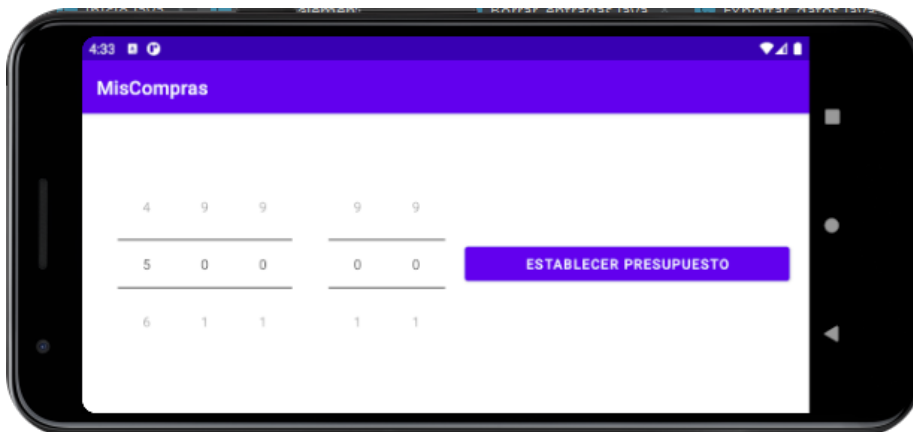 4:33
MisCompras
4 9 9 9 9
5 0 0 0 0 ESTABLECER PRESUPUESTO
6 1 1 1 1